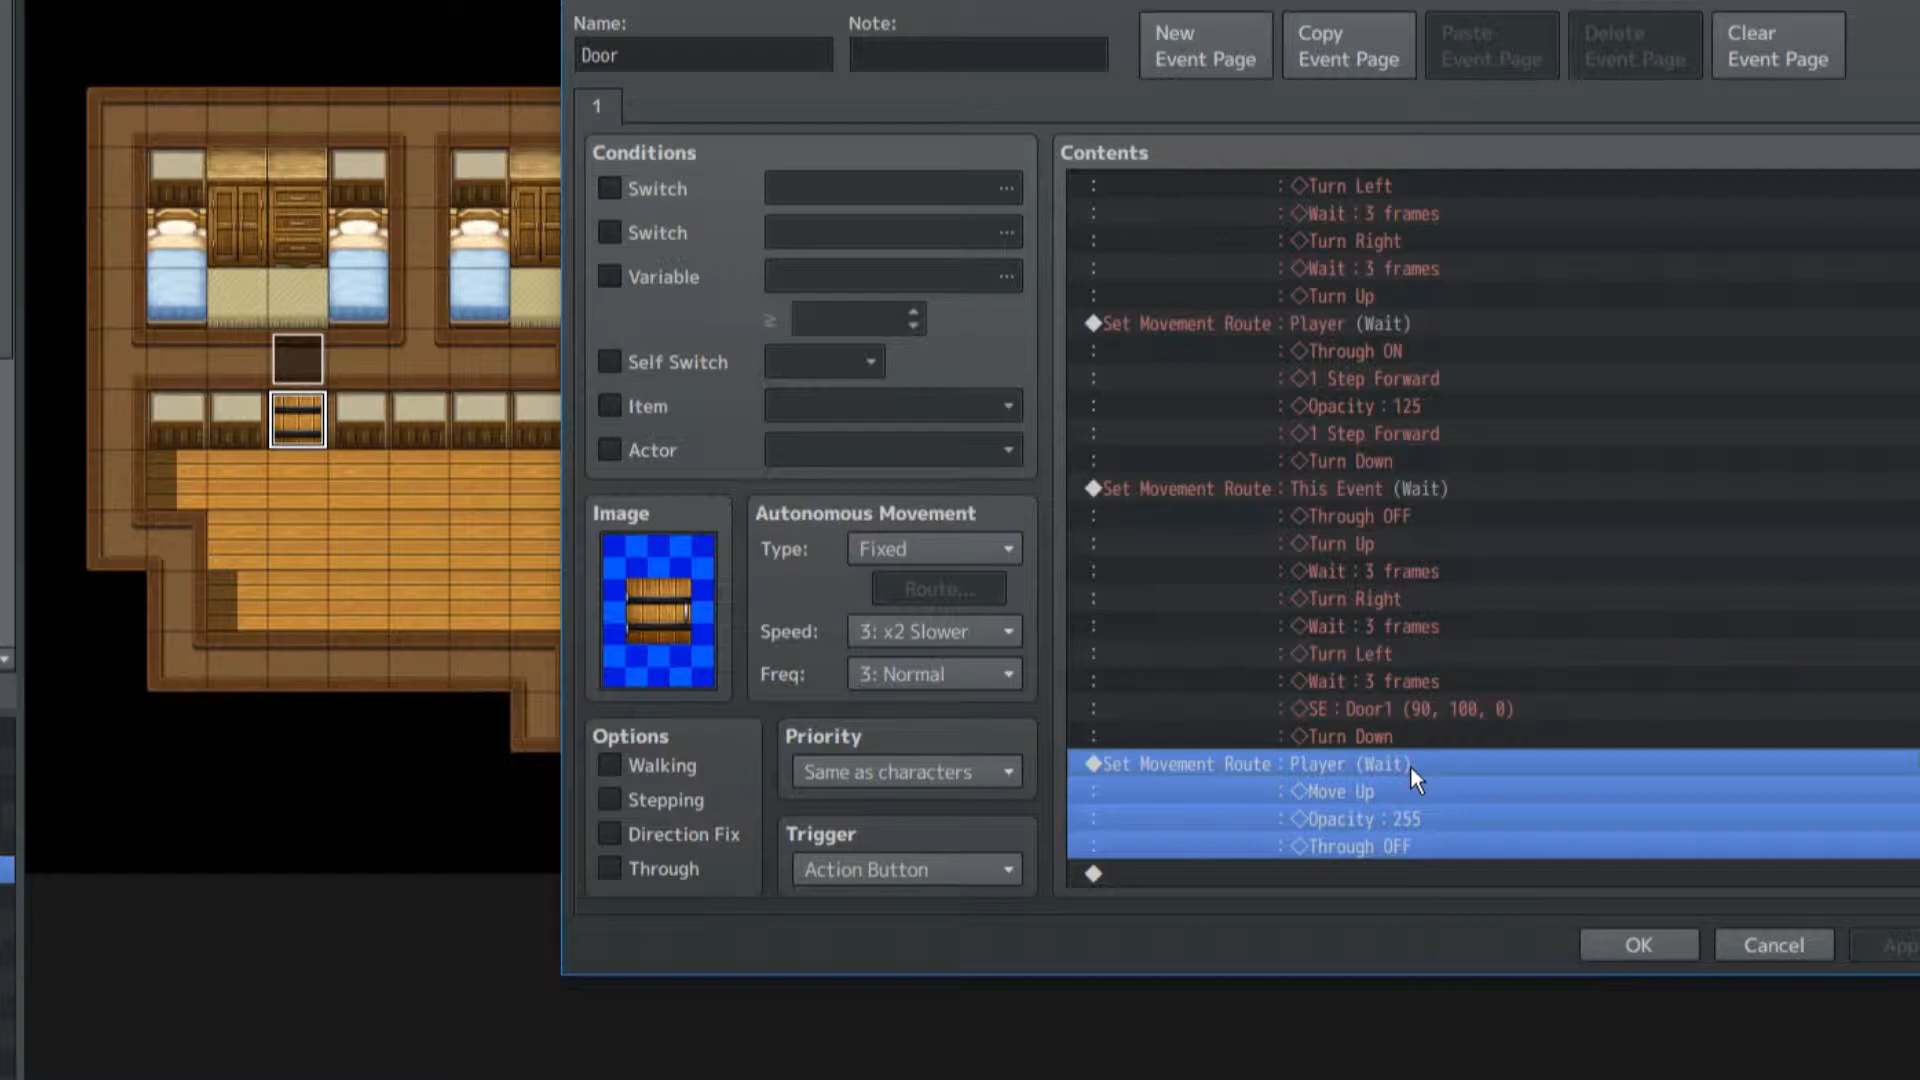 Name:
Note:
Door
New
Event Page
Copy
Event Page
Paste
Event Page
Delete
Event Page
Clear
Event Page
1
Conditions
Switch ...
Switch ...
Variable ...
≥
Self Switch
Item
Actor
Image
Autonomous Movement
Type: Fixed
Route...
Speed: 3: x2 Slower
Freq: 3: Normal
Options
Walking
Stepping
Direction Fix
Through
Priority
Same as characters
Trigger
Action Button
Contents
: : ◇Turn Left
: : ◇Wait : 3 frames
: : ◇Turn Right
: : ◇Wait : 3 frames
: : ◇Turn Up
◆Set Movement Route : Player (Wait)
: : ◇Through ON
: : ◇1 Step Forward
: : ◇Opacity : 125
: : ◇1 Step Forward
: : ◇Turn Down
◆Set Movement Route : This Event (Wait)
: : ◇Through OFF
: : ◇Turn Up
: : ◇Wait : 3 frames
: : ◇Turn Right
: : ◇Wait : 3 frames
: : ◇Turn Left
: : ◇Wait : 3 frames
: : ◇SE : Door1 (90, 100, 0)
: : ◇Turn Down
◆Set Movement Route : Player (Wait)
: : ◇Move Up
: : ◇Opacity : 255
: : ◇Through OFF
◆
OK
Cancel
App